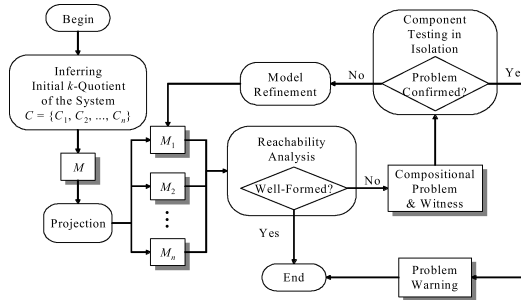 Begin
Inferring
Initial k-Quotient
of the System
C = {C1, C2, ..., Cn}
M
Projection
M1
M2
⋮
Mn
Model
Refinement
No
Component
Testing in
Isolation
Problem
Confirmed?
Yes
Reachability
Analysis
Well-Formed?
No
Compositional
Problem
& Witness
Yes
End
Problem
Warning